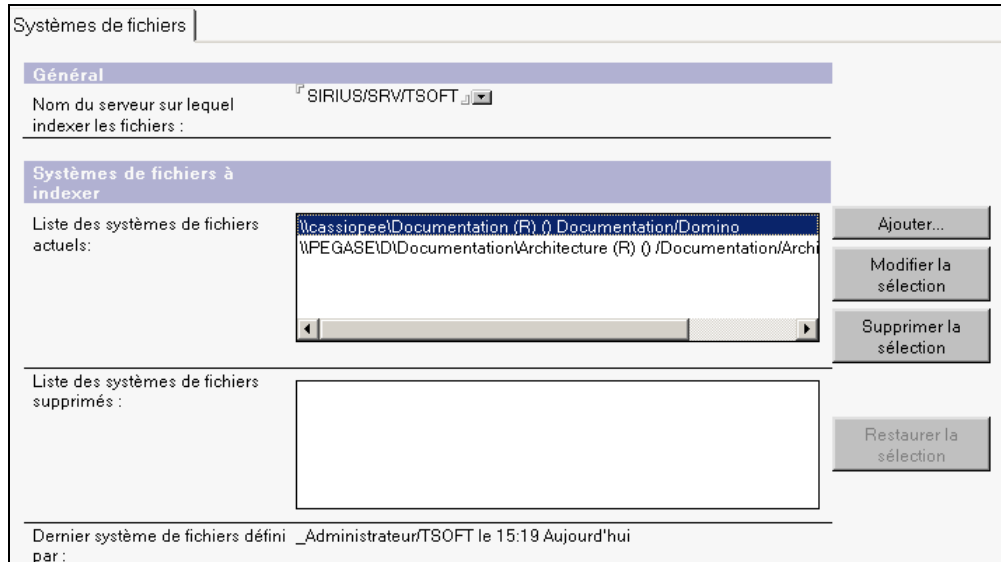 Systèmes de fichiers
Général
Nom du serveur sur lequel
indexer les fichiers :
SIRIUS/SRV/TSOFT
Systèmes de fichiers à
indexer
Liste des systèmes de fichiers
actuels:
\\cassiopee\Documentation (R) () Documentation/Domino
\\PEGASE\D\Documentation\Architecture (R) () /Documentation/Archi
Ajouter...
Modifier la
sélection
Supprimer la
sélection
Liste des systèmes de fichiers
supprimés :
Restaurer la
sélection
Dernier système de fichiers défini
par :
_Administrateur/TSOFT le 15:19 Aujourd'hui